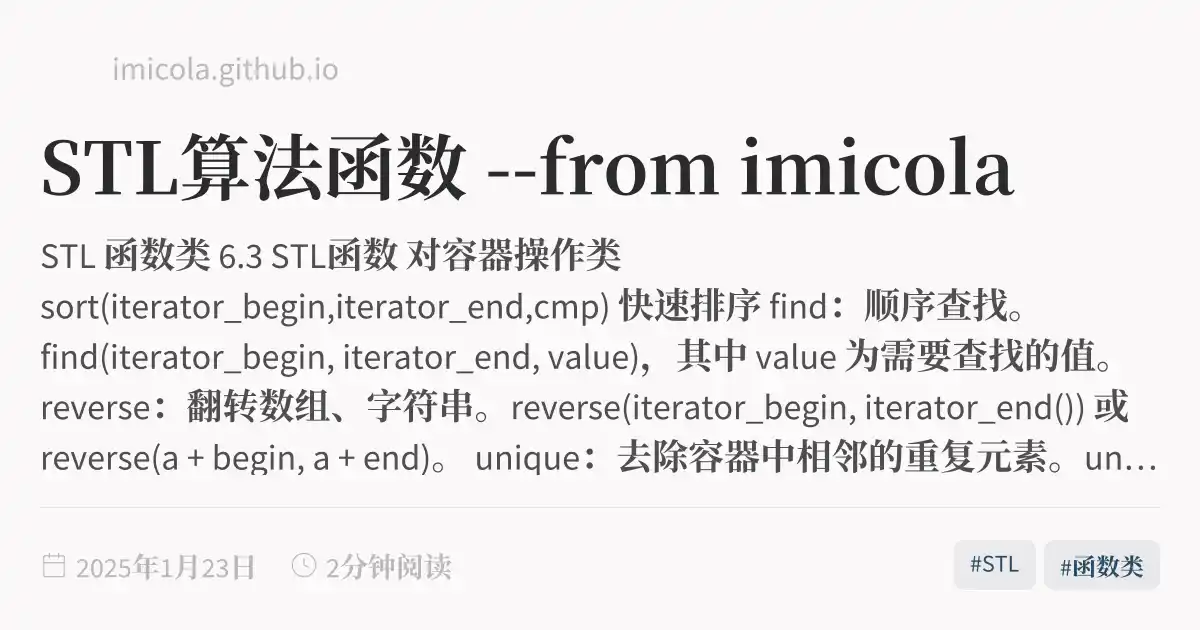 imicola.github.io
STL算法函数 --from imicola
STL 函数类 6.3 STL函数 对容器操作类
sort(iterator_begin,iterator_end,cmp) 快速排序 find：顺序查找。
find(iterator_begin, iterator_end, value)，其中 value 为需要查找的值。
reverse：翻转数组、字符串。reverse(iterator_begin, iterator_end()) 或
reverse(a + begin, a + end)。 unique：去除容器中相邻的重复元素。un…
2025年1月23日 2分钟阅读 #STL #函数类